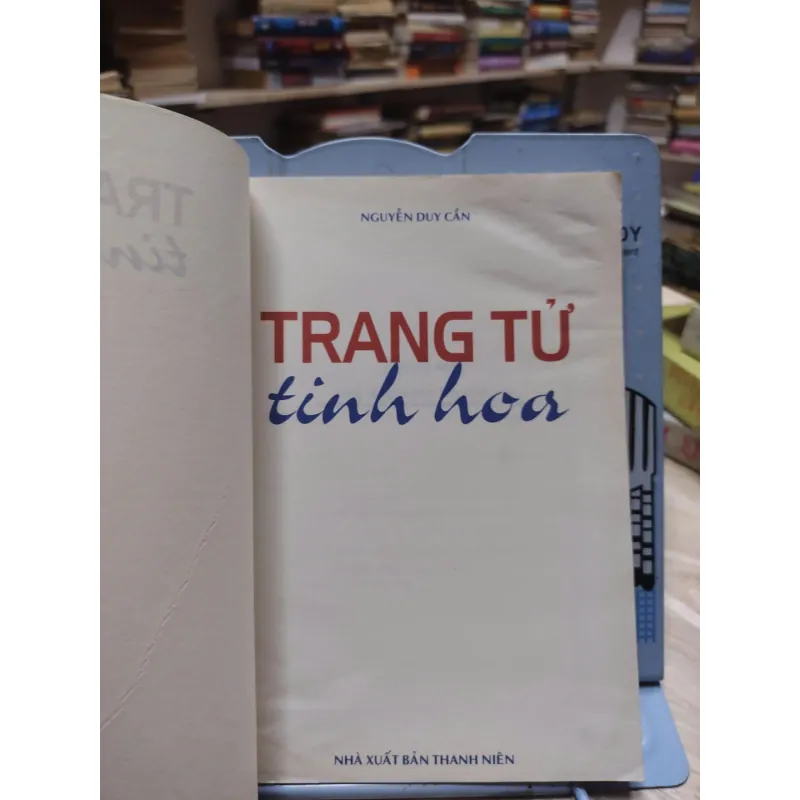 NGUYỄN DUY CẦN
TRANG TỬ
tinh hoa
NHÀ XUẤT BẢN THANH NIÊN